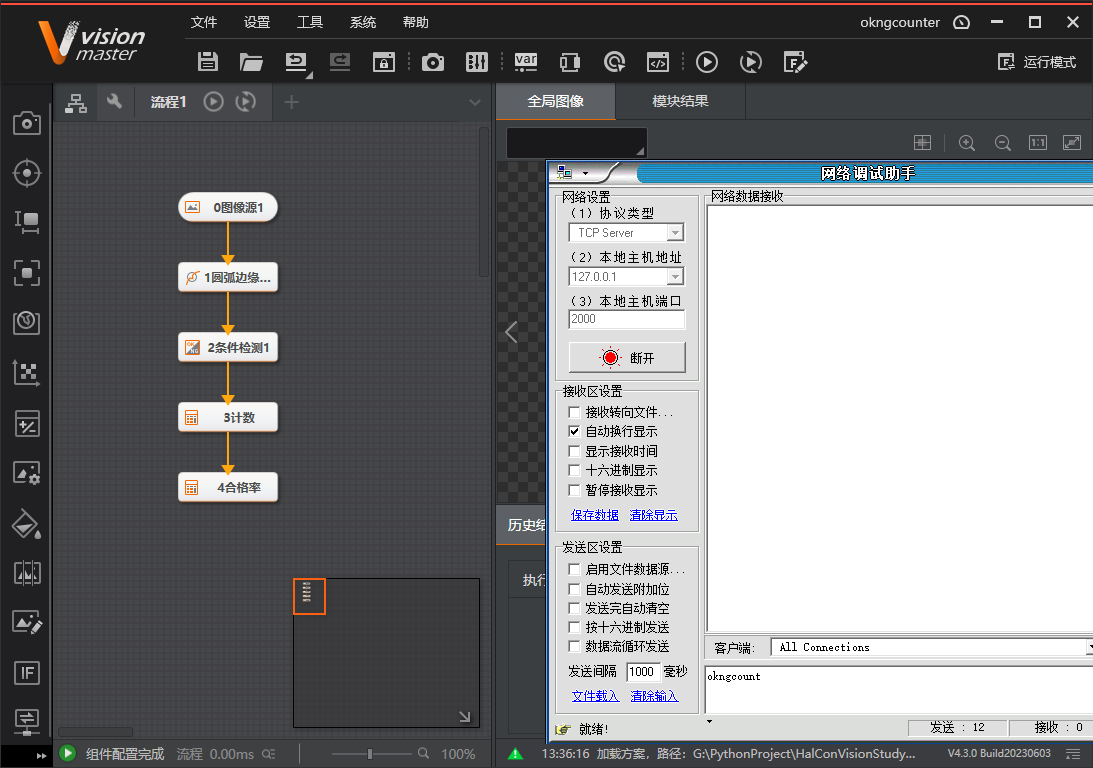 vision
master
文件 设置 工具 系统 帮助
okngcounter
var
运行模式
流程1
全局图像 模块结果
1:1
0图像源1
1圆弧边缘...
2条件检测1
3计数
4合格率
IF
历史结
执行
网络调试助手
网络设置
（1）协议类型
TCP Server
（2）本地主机地址
127.0.0.1
（3）本地主机端口
2000
断开
接收区设置
接收转向文件...
自动换行显示
显示接收时间
十六进制显示
暂停接收显示
保存数据 清除显示
发送区设置
启用文件数据源...
自动发送附加位
发送完自动清空
按十六进制发送
数据流循环发送
发送间隔 1000 毫秒
文件载入 清除输入
网络数据接收
客户端: All Connections
okngcount
就绪!
发送 : 12 接收 : 0
组件配置完成 流程 0.00ms 100%
13:36:16 加载方案，路径：G:\PythonProject\HalConVisionStudy... V4.3.0 Build20230603